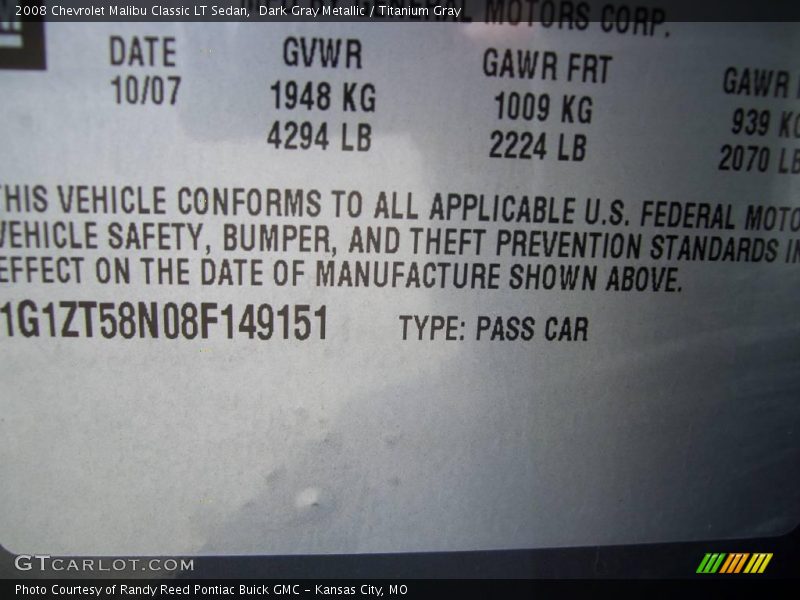 2008 Chevrolet Malibu Classic LT Sedan,  Dark Gray Metallic / Titanium Gray
GENERAL MOTORS CORP.
DATE GVWR GAWR FRT GAWR
10/07 1948 KG 1009 KG 939 KG
4294 LB 2224 LB 2070 LB
THIS VEHICLE CONFORMS TO ALL APPLICABLE U.S. FEDERAL MOTO
VEHICLE SAFETY, BUMPER, AND THEFT PREVENTION STANDARDS IN
EFFECT ON THE DATE OF MANUFACTURE SHOWN ABOVE.
1G1ZT58N08F149151 TYPE: PASS CAR
GTCARLOT.COM
Photo Courtesy of Randy Reed Pontiac Buick GMC - Kansas City, MO